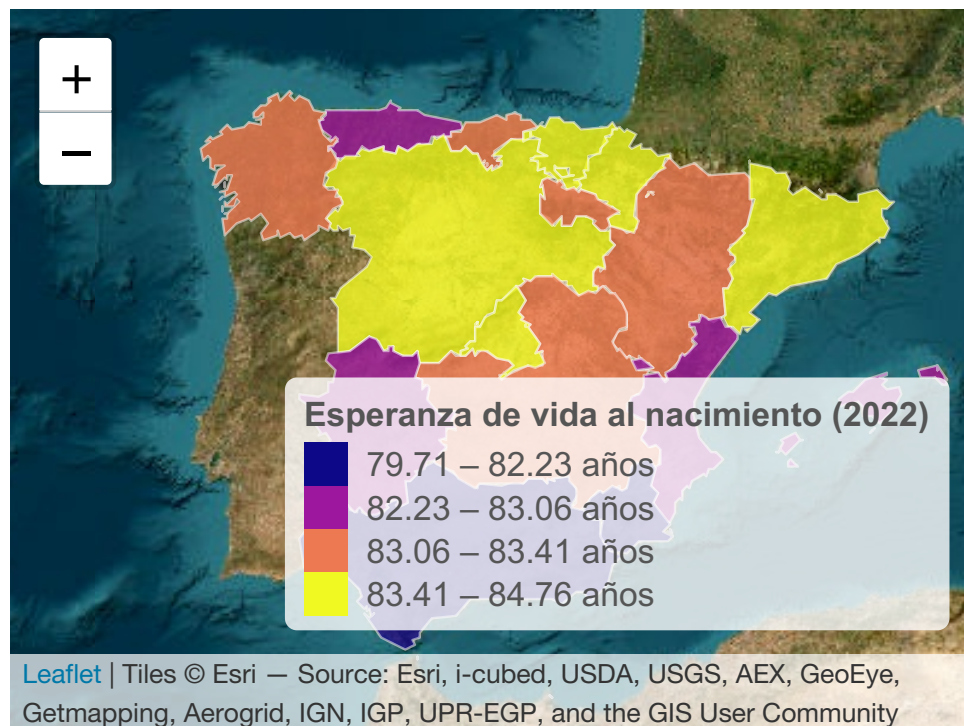 +
−
Esperanza de vida al nacimiento (2022)
79.71 – 82.23 años
82.23 – 83.06 años
83.06 – 83.41 años
83.41 – 84.76 años
Leaflet | Tiles © Esri — Source: Esri, i-cubed, USDA, USGS, AEX, GeoEye,
Getmapping, Aerogrid, IGN, IGP, UPR-EGP, and the GIS User Community